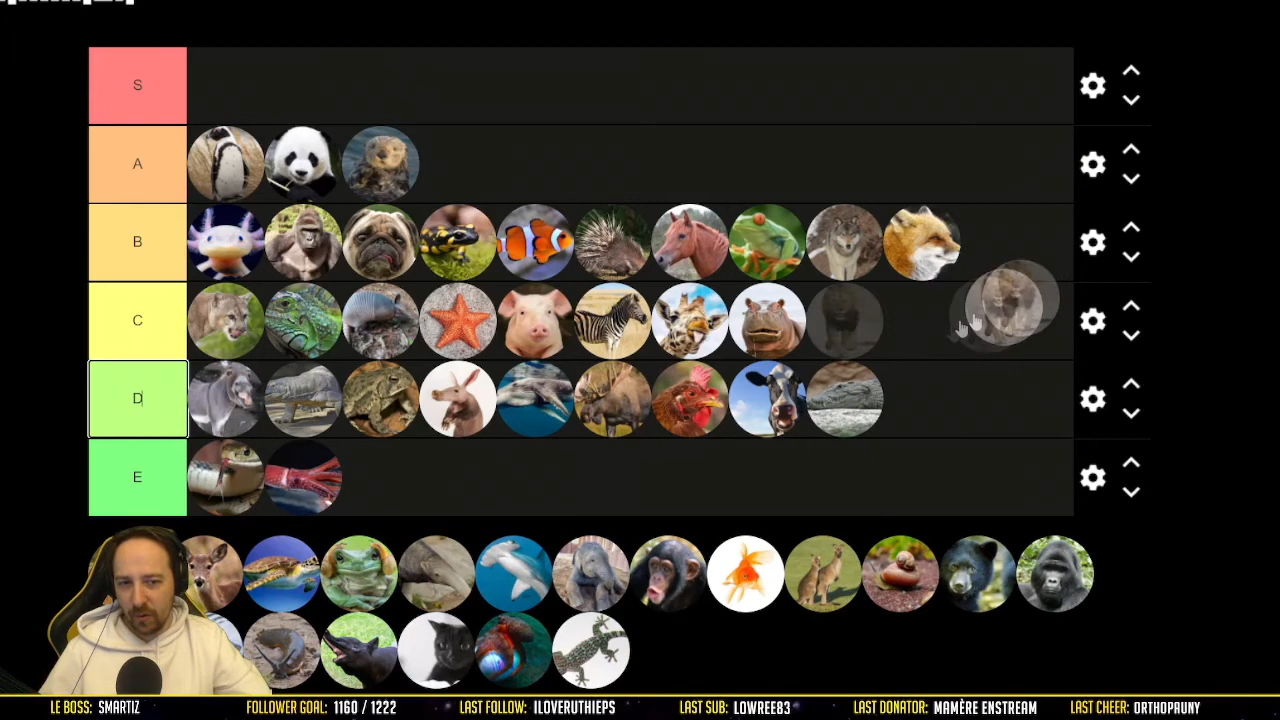 S
A
B
C
D
E
LE BOSS: SMARTIZ FOLLOWER GOAL: 1160 / 1222 LAST FOLLOW: ILOVERUTHIEPS LAST SUB: LOWREE83 LAST DONATOR: MAMÈRE ENSTREAM LAST CHEER: ORTHOPAUNY